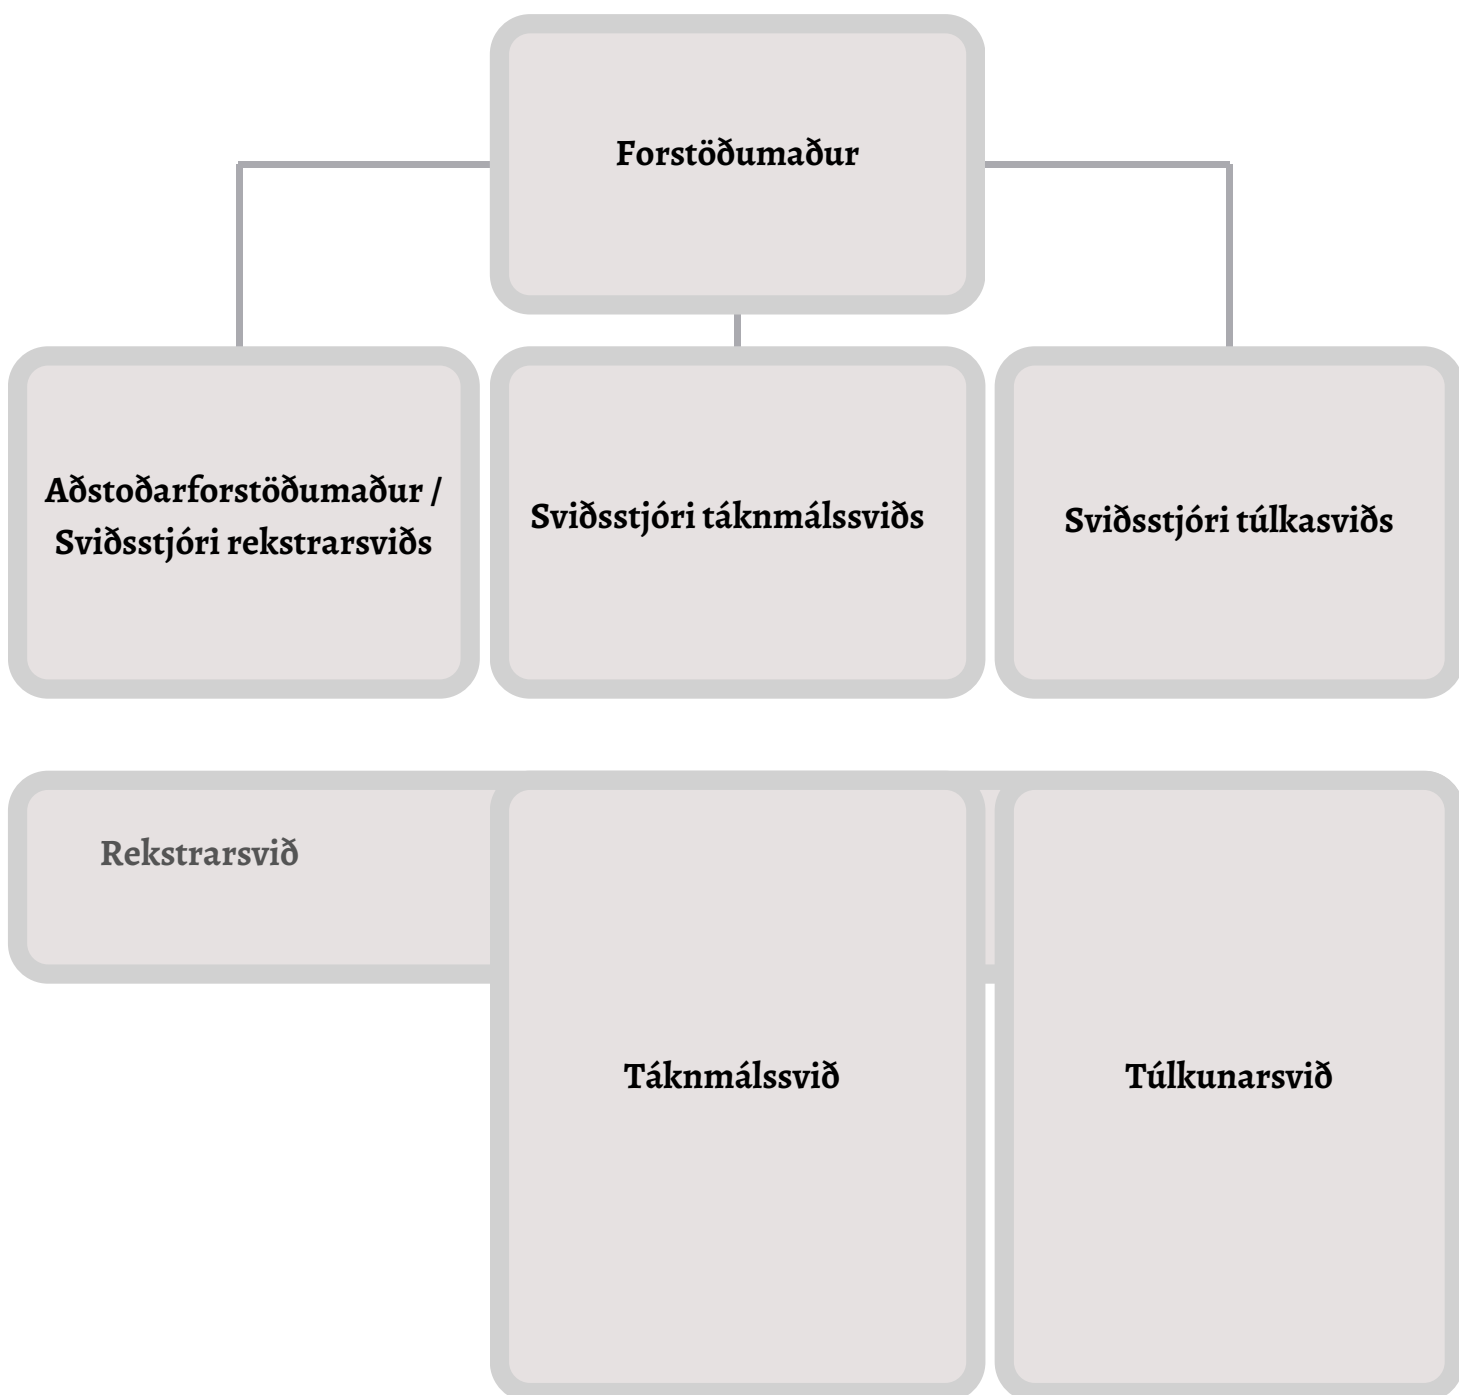 Forstöðumaður
Aðstoðarforstöðumaður /
Sviðsstjóri rekstrarsviðs
Sviðsstjóri táknmálssviðs
Sviðsstjóri túlkasviðs
Rekstrarsvið
Táknmálssvið
Túlkunarsvið